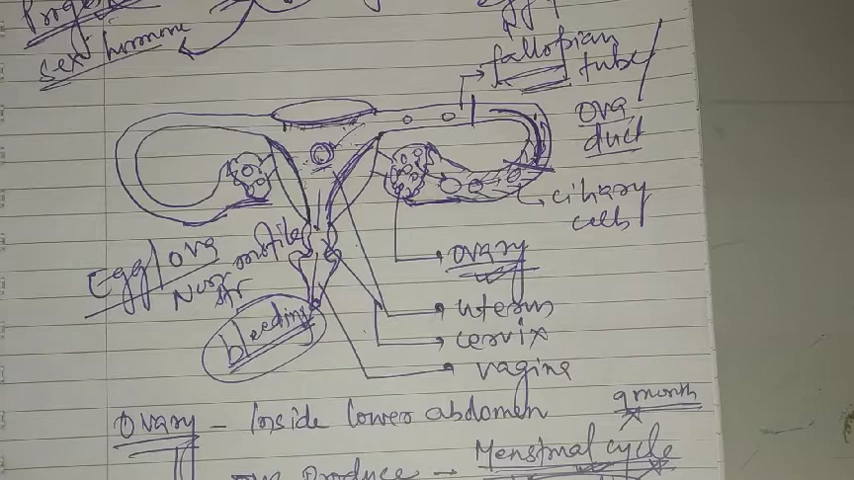 sex hormone
fallopian
tube
ova
duct
ciliary
cells
ovary
Egg/ova
Non motile
bleeding
uterus
cervix
vagina
9 month
Ovary - Inside lower abdomen
Produce → Menstrual cycle